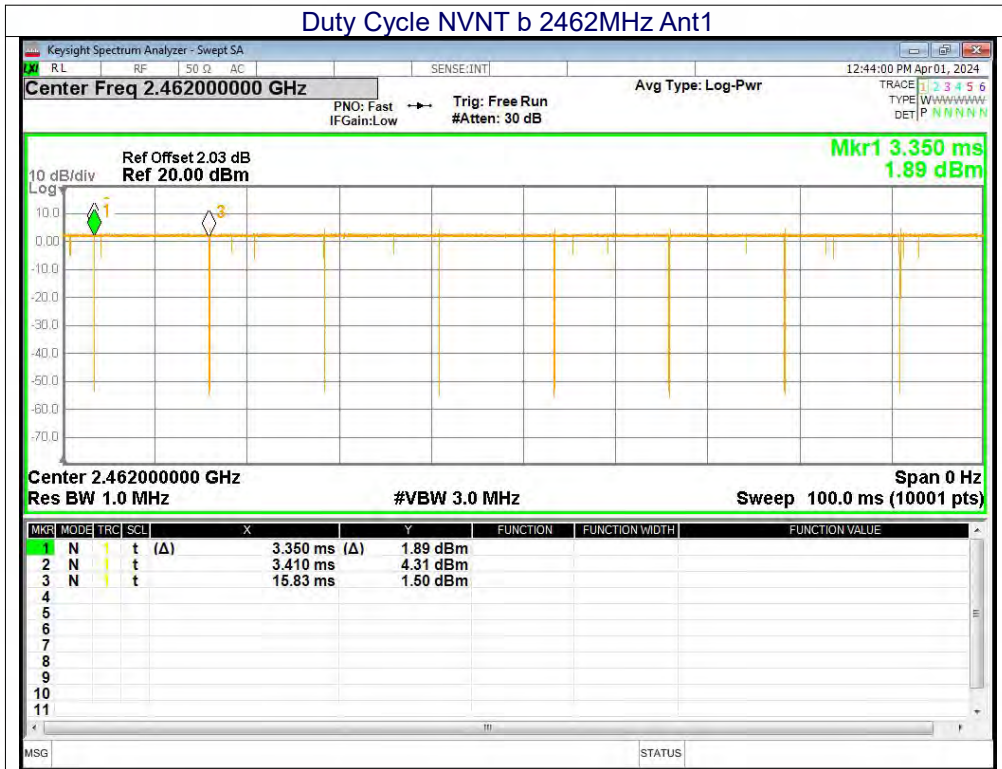 Duty Cycle NVNT b 2462MHz Ant1
Keysight Spectrum Analyzer - Swept SA
LXI RL RF 50 Ω AC SENSE:INT 12:44:00 PM Apr 01, 2024
Center Freq 2.462000000 GHz Avg Type: Log-Pwr TRACE 1 2 3 4 5 6
PNO: Fast Trig: Free Run TYPE WWWWWW
IFGain:Low #Atten: 30 dB DET P N N N N N
Mkr1 3.350 ms
Ref Offset 2.03 dB
10 dB/div Ref 20.00 dBm 1.89 dBm
Log
10.0
0.00
-10.0
-20.0
-30.0
-40.0
-50.0
-60.0
-70.0
1
3
Center 2.462000000 GHz Span 0 Hz
Res BW 1.0 MHz #VBW 3.0 MHz Sweep 100.0 ms (10001 pts)
MKR MODE TRC SCL X Y FUNCTION FUNCTION WIDTH FUNCTION VALUE
1 N 1 t (Δ) 3.350 ms (Δ) 1.89 dBm
2 N 1 t 3.410 ms 4.31 dBm
3 N 1 t 15.83 ms 1.50 dBm
4
5
6
7
8
9
10
11
MSG STATUS